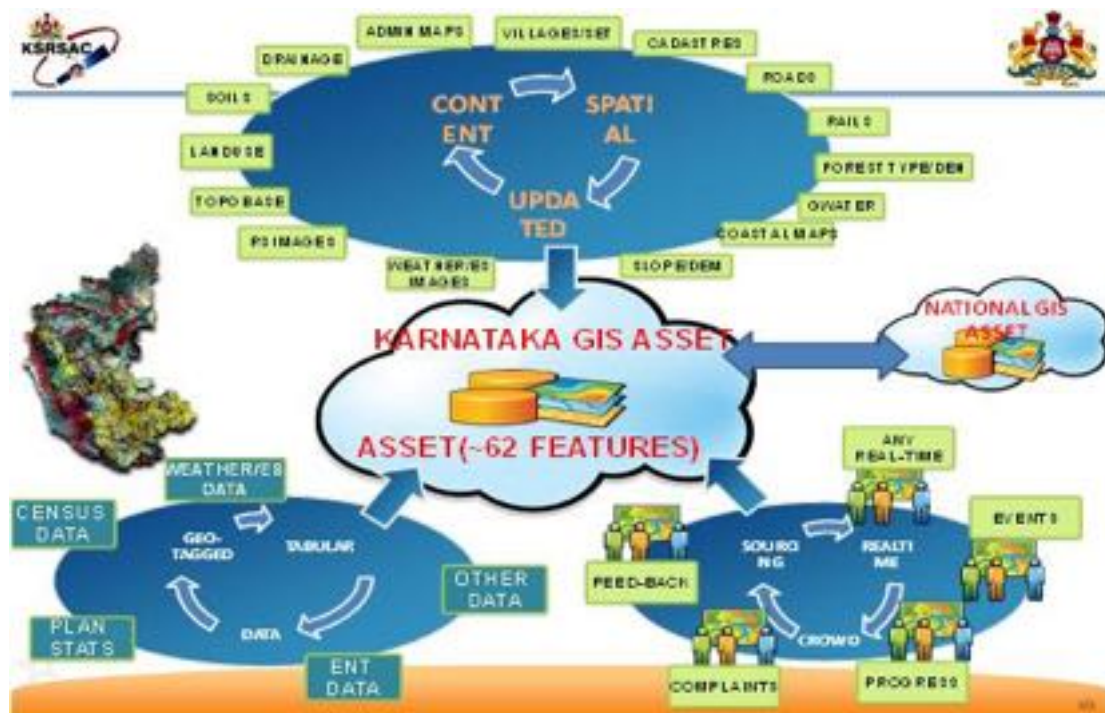 KSRSAC
ADMIN MAPS
VILLAGES/SET
CADASTRES
DRAINAGE
ROADS
SOILS
CONT
ENT
SPATI
AL
RAILS
LANDUSE
FOREST TYPE/DEN
TOPOBASE
UPDA
TED
GWATER
PS IMAGES
COASTAL MAPS
WEATHER/ES
IMAGES
SLOPE/DEM
KARNATAKA GIS ASSET
NATIONAL GIS
ASSET
ASSET(~62 FEATURES)
ANY
REAL-TIME
WEATHER/ES
DATA
CENSUS
DATA
GEO-
TAGGED
TABULAR
EVENTS
SOURCI
NG
REALTI
ME
FEED-BACK
OTHER
DATA
PLAN
STATS
DATA
CROWD
ENT
DATA
COMPLAINTS
PROGRESS